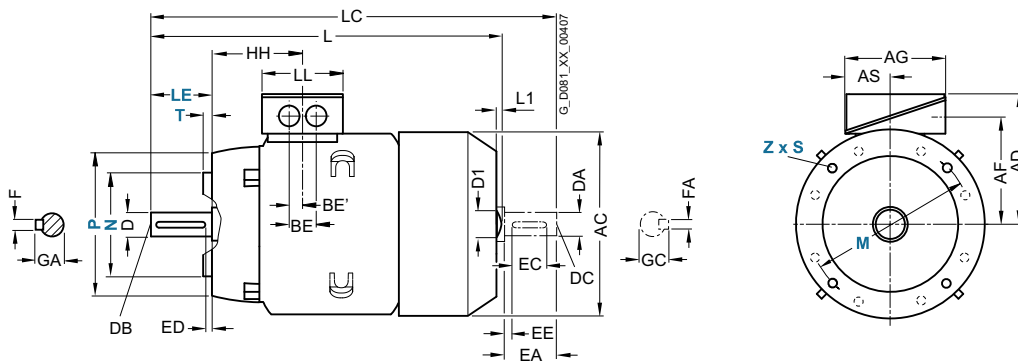 LC
L
HH
LL
LE
T
L1
G_D081_XX_00407
F
GA
P
N
D
DB
ED
BE'
BE
D1
DA
AC
EC
DC
EE
EA
FA
GC
AG
AS
Z x S
AF
AD
M